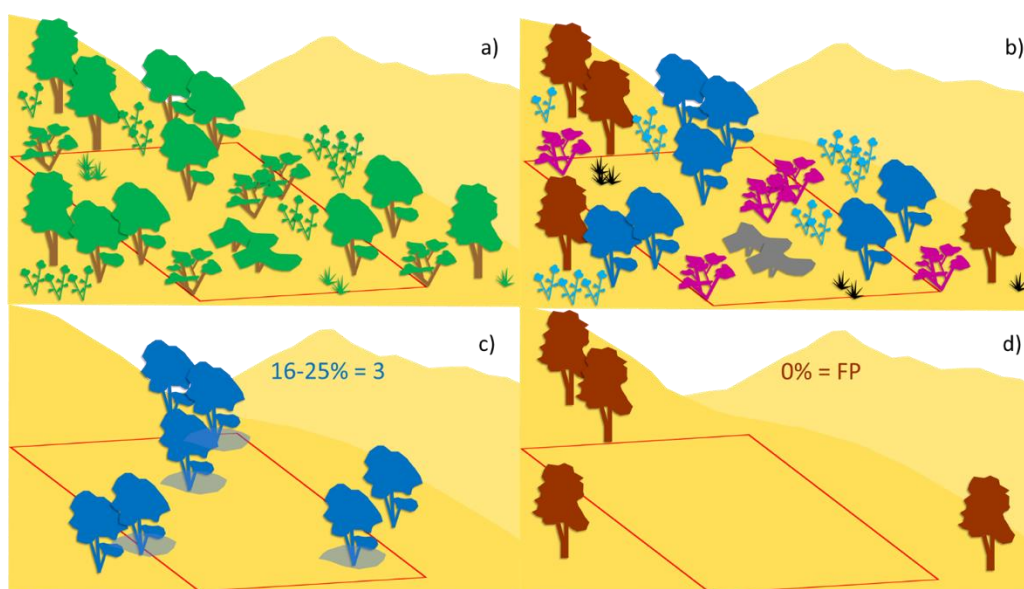 a)
b)
c)
16-25% = 3
d)
0% = FP